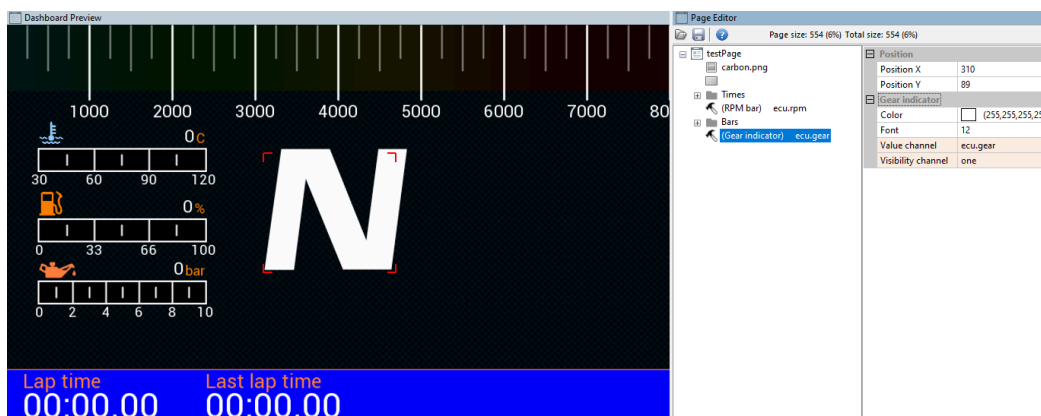 Dashboard Preview
1000 2000 3000 4000 5000 6000 7000 80
0 C
30 60 90 120
0 %
0 33 66 100
0 bar
0 2 4 6 8 10
N
Lap time Last lap time
00:00.00 00:00.00
Page Editor
Page size: 554 (6%) Total size: 554 (6%)
testPage
carbon.png
Times
(RPM bar) ecu.rpm
Bars
(Gear indicator) ecu.gear
Position
Position X 310
Position Y 89
Gear indicator
Color (255,255,255,25
Font 12
Value channel ecu.gear
Visibility channel one